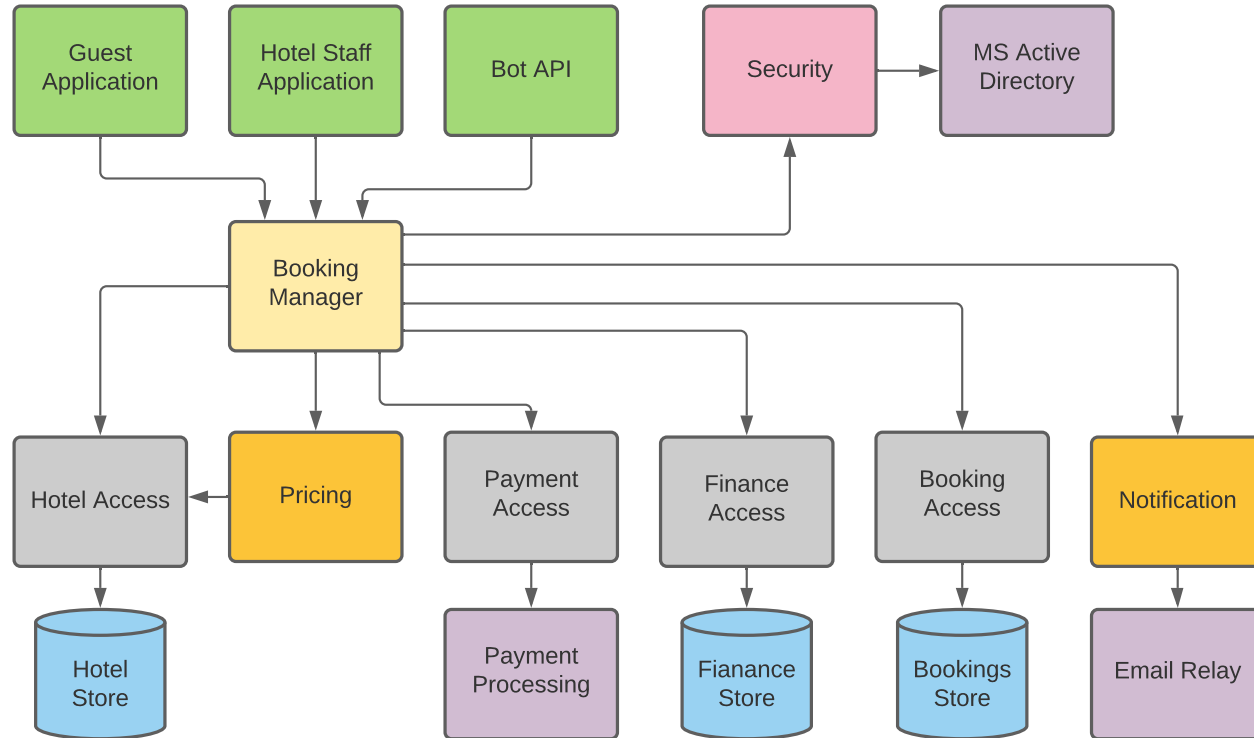 Guest
Application
Hotel Staff
Application
Bot API
Security
MS Active
Directory
Booking
Manager
Hotel Access
Pricing
Payment
Access
Finance
Access
Booking
Access
Notification
Hotel
Store
Payment
Processing
Fianance
Store
Bookings
Store
Email Relay